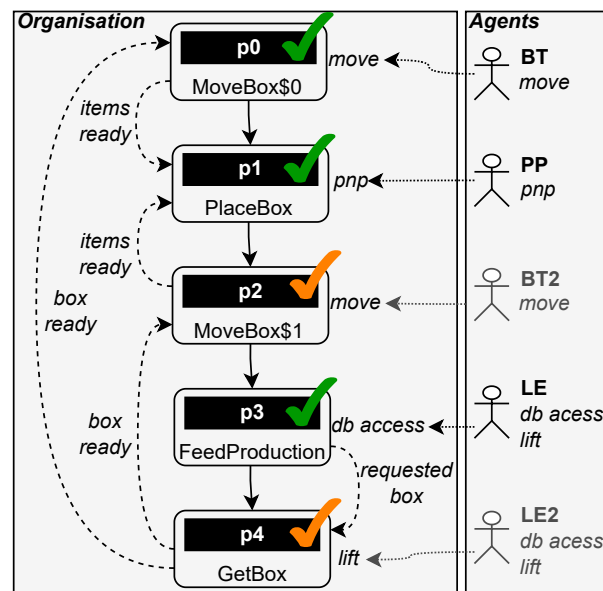 Organisation
Agents
p0
MoveBox$0
move
BT
move
items
ready
p1
PlaceBox
pnp
PP
pnp
items
ready
p2
MoveBox$1
move
BT2
move
box
ready
p3
FeedProduction
db access
LE
db acess
lift
box
ready
requested
box
p4
GetBox
lift
LE2
db acess
lift